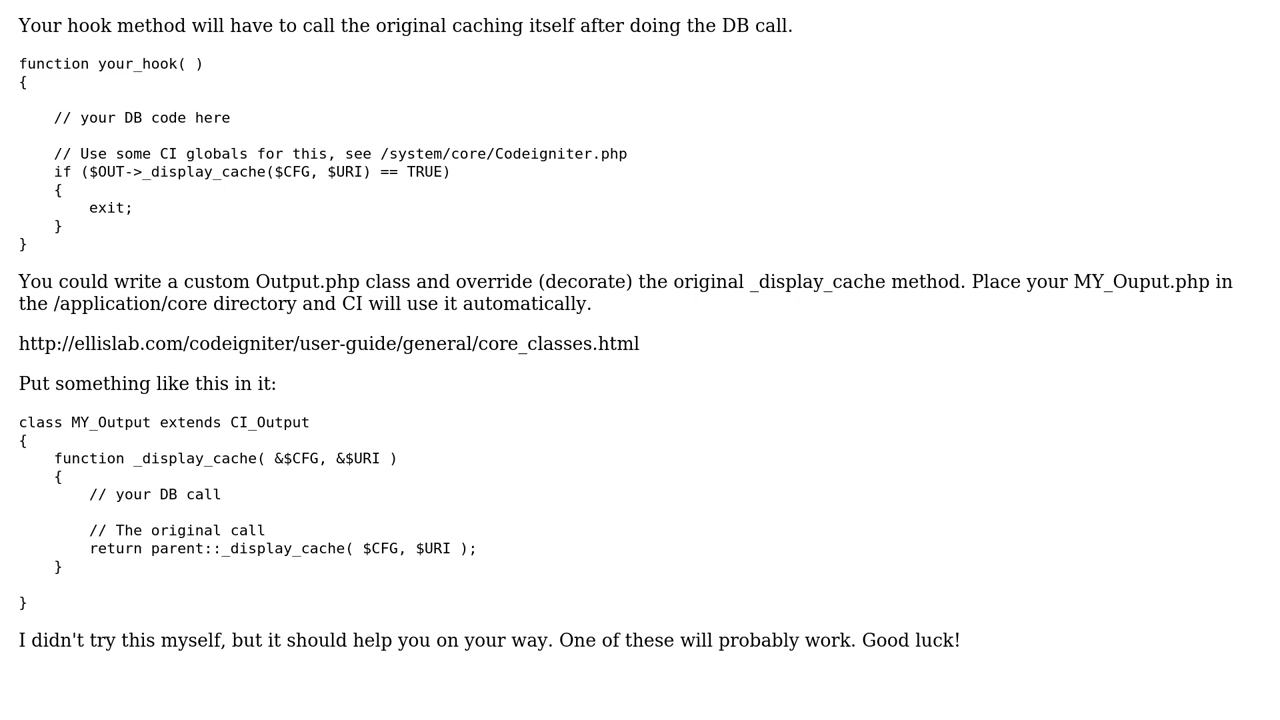 Your hook method will have to call the original caching itself after doing the DB call.
function your_hook( )
{
// your DB code here
// Use some CI globals for this, see /system/core/Codeigniter.php
if ($OUT->_display_cache($CFG, $URI) == TRUE)
{
exit;
}
}
You could write a custom Output.php class and override (decorate) the original _display_cache method. Place your MY_Ouput.php in
the /application/core directory and CI will use it automatically.
http://ellislab.com/codeigniter/user-guide/general/core_classes.html
Put something like this in it:
class MY_Output extends CI_Output
{
function _display_cache( &$CFG, &$URI )
{
// your DB call
// The original call
return parent::_display_cache( $CFG, $URI );
}
}
I didn't try this myself, but it should help you on your way. One of these will probably work. Good luck!